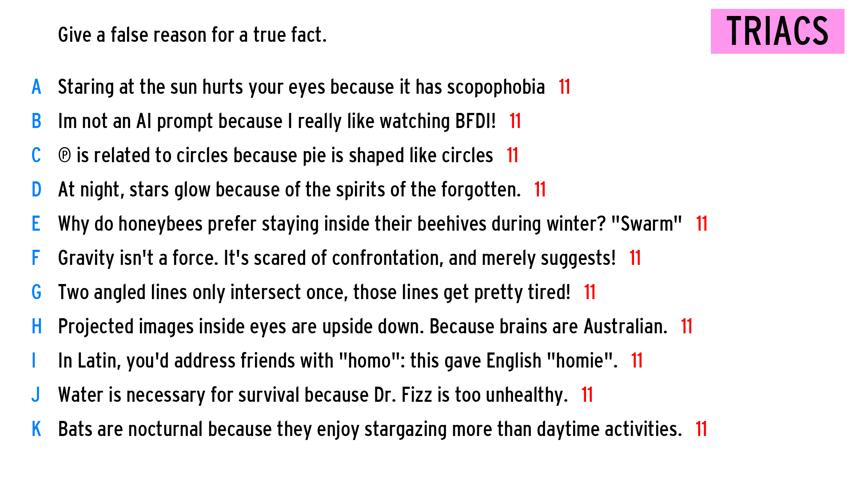 Give a false reason for a true fact.
TRIACS
A Staring at the sun hurts your eyes because it has scopophobia 11
B Im not an AI prompt because I really like watching BFDI! 11
C ℗ is related to circles because pie is shaped like circles 11
D At night, stars glow because of the spirits of the forgotten. 11
E Why do honeybees prefer staying inside their beehives during winter? "Swarm" 11
F Gravity isn't a force. It's scared of confrontation, and merely suggests! 11
G Two angled lines only intersect once, those lines get pretty tired! 11
H Projected images inside eyes are upside down. Because brains are Australian. 11
I In Latin, you'd address friends with "homo": this gave English "homie". 11
J Water is necessary for survival because Dr. Fizz is too unhealthy. 11
K Bats are nocturnal because they enjoy stargazing more than daytime activities. 11